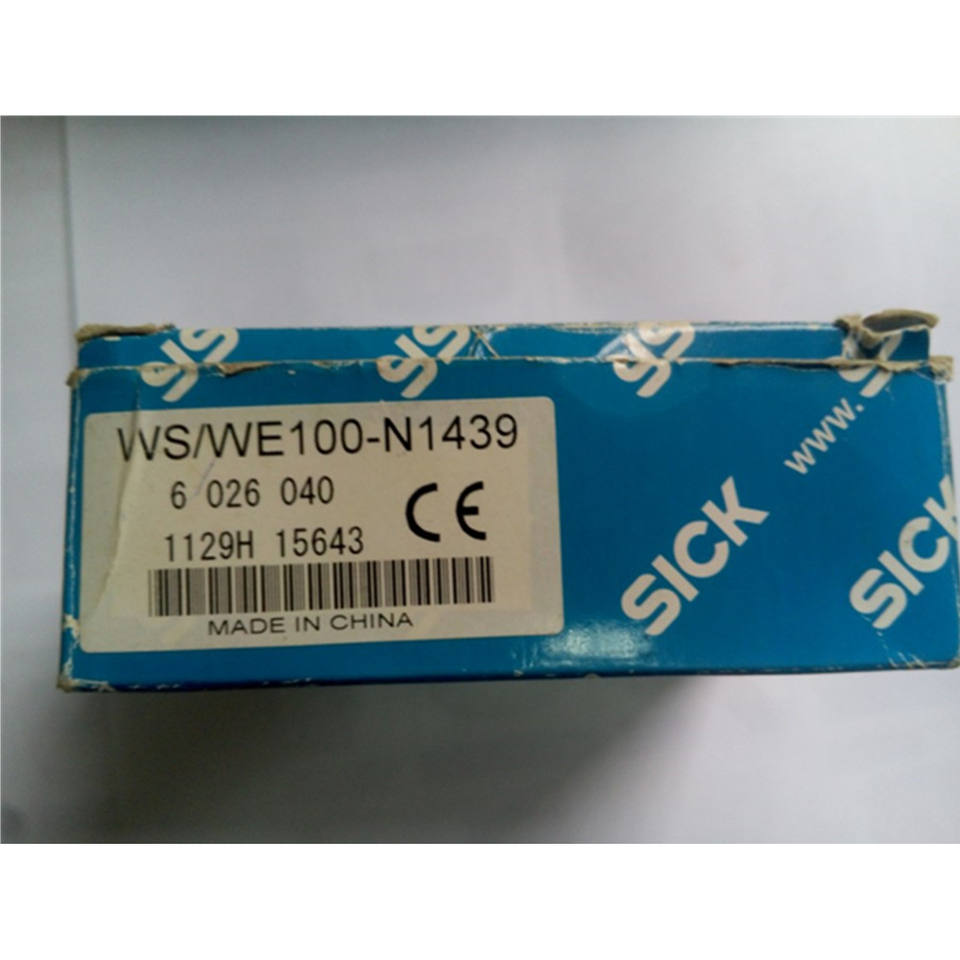 WS/WE100-N1439
6 026 040
CE
1129H 15643
MADE IN CHINA
SICK
www.
SICK